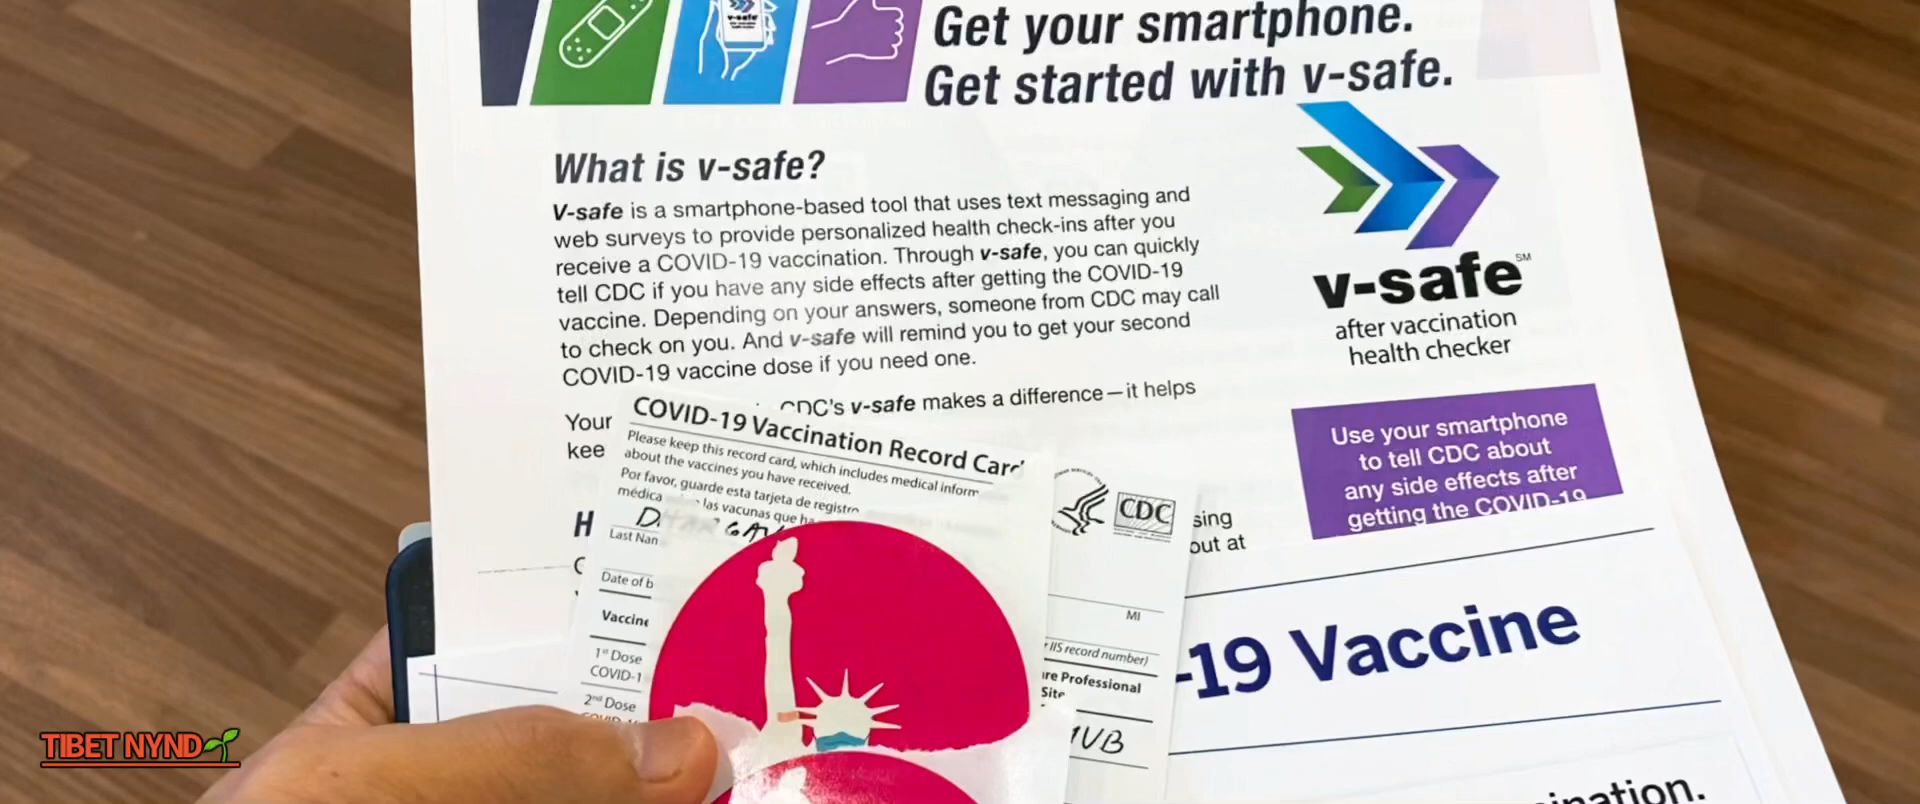 v-safe
Get your smartphone.
Get started with v-safe.
What is v-safe?
V-safe is a smartphone-based tool that uses text messaging and
web surveys to provide personalized health check-ins after you
receive a COVID-19 vaccination. Through v-safe, you can quickly
tell CDC if you have any side effects after getting the COVID-19
vaccine. Depending on your answers, someone from CDC may call
to check on you. And v-safe will remind you to get your second
COVID-19 vaccine dose if you need one.
Your
CDC's v-safe makes a difference—it helps
kee
v-safe℠
after vaccination
health checker
Use your smartphone
to tell CDC about
any side effects after
getting the COVID-19
sing
out at
H
COVID-19 Vaccination Record Card
Please keep this record card, which includes medical inform
about the vaccines you have received.
Por favor, guarde esta tarjeta de registro
médica
las vacunas que ha
CDC
Last Nam
MI
Date of b
r IIS record number)
Vaccine
re Professional
Site
1st Dose
COVID-1
2nd Dose
MVB
-19 Vaccine
ination.
TIBET NYND